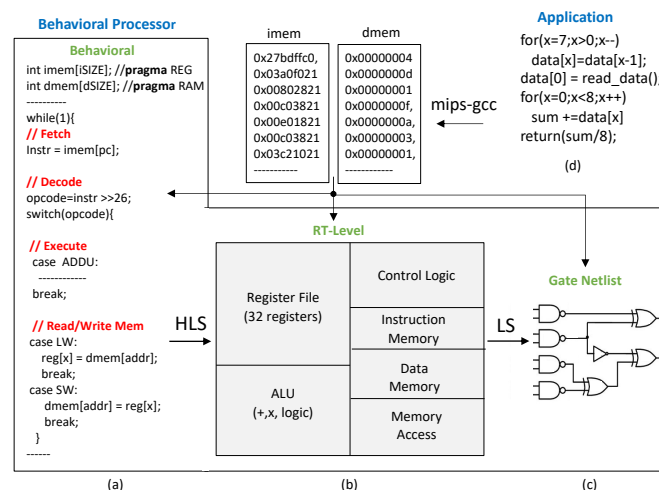 Behavioral Processor
Behavioral
int imem[iSIZE]; //pragma REG
int dmem[dSIZE]; //pragma RAM
----------
while(1){
// Fetch
Instr = imem[pc];
// Decode
opcode=instr >>26;
switch(opcode){
// Execute
case ADDU:
------------
break;
// Read/Write Mem
case LW:
reg[x] = dmem[addr];
break;
case SW:
dmem[addr] = reg[x];
break;
}
------
(a)
imem
0x27bdffc0,
0x03a0f021
0x00802821
0x00c03821
0x00e01821
0x00c03821
0x03c21021
-----------
dmem
0x00000004
0x0000000d
0x00000001
0x0000000f,
0x0000000a,
0x00000003,
0x00000001,
------------
mips-gcc
Application
for(x=7;x>0;x--)
data[x]=data[x-1];
data[0] = read_data();
for(x=0;x<8;x++)
sum +=data[x]
return(sum/8);
(d)
HLS
RT-Level
Register File
(32 registers)
ALU
(+,x, logic)
Control Logic
Instruction
Memory
Data
Memory
Memory
Access
(b)
LS
Gate Netlist
(c)